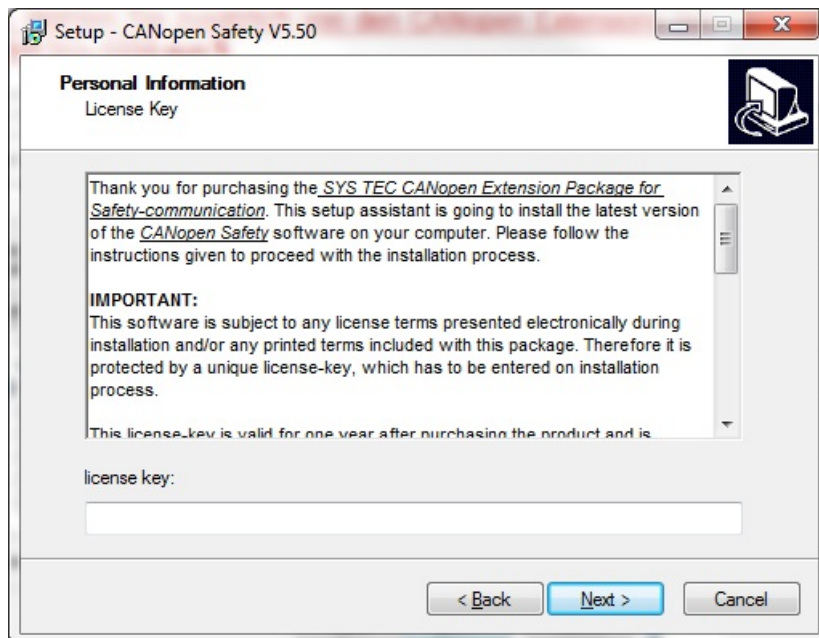 Setup - CANopen Safety V5.50
Personal Information
License Key
Thank you for purchasing the SYS TEC CANopen Extension Package for
Safety-communication. This setup assistant is going to install the latest version
of the CANopen Safety software on your computer. Please follow the
instructions given to proceed with the installation process.
IMPORTANT:
This software is subject to any license terms presented electronically during
installation and/or any printed terms included with this package. Therefore it is
protected by a unique license-key, which has to be entered on installation
process.
This license-key is valid for one year after purchasing the product and is
license key:
< Back
Next >
Cancel